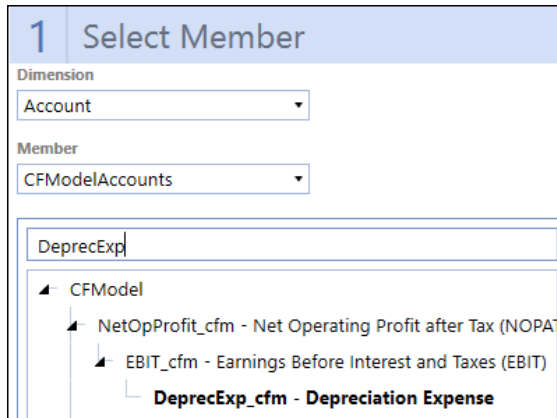 1 Select Member
Dimension
Account
Member
CFModelAccounts
DeprecExp
CFModel
NetOpProfit_cfm - Net Operating Profit after Tax (NOPAT
EBIT_cfm - Earnings Before Interest and Taxes (EBIT)
DeprecExp_cfm - Depreciation Expense